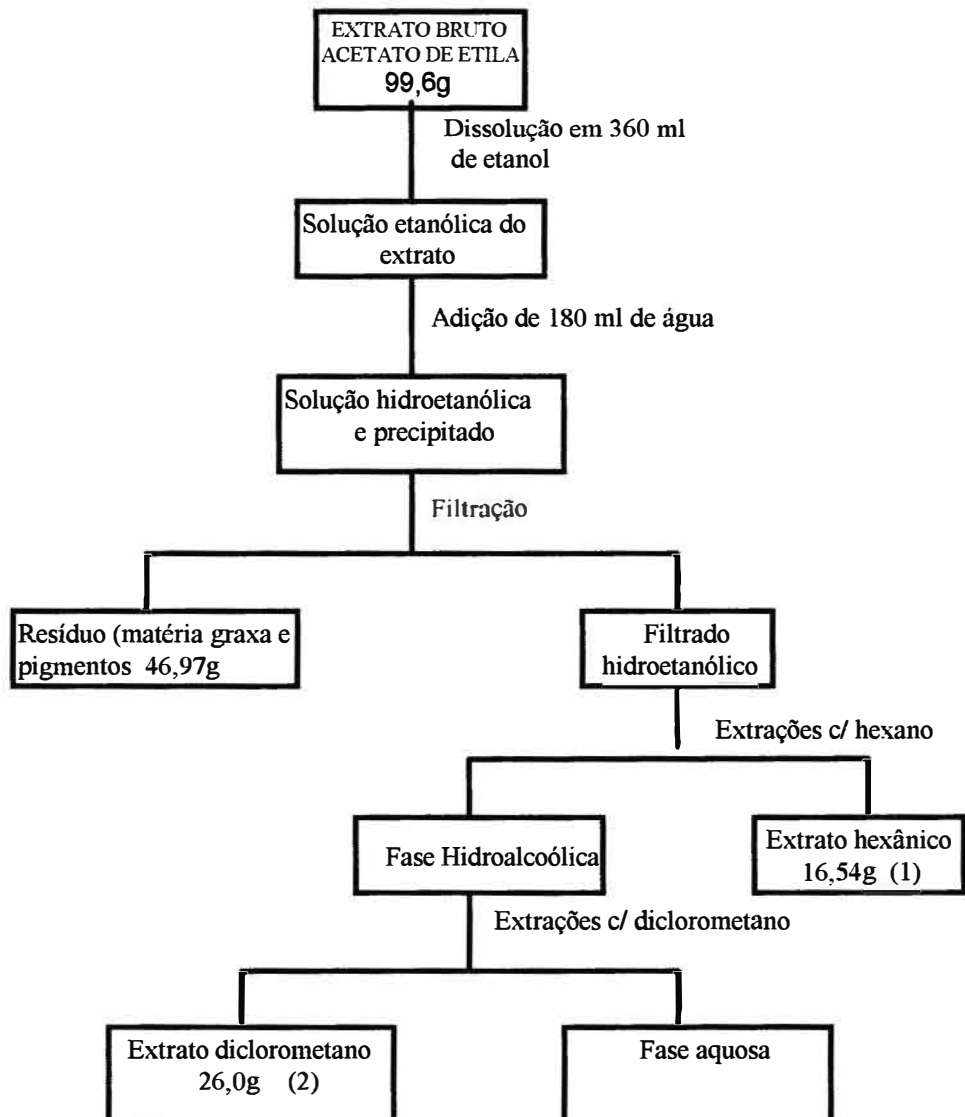 EXTRATO BRUTO
ACETATO DE ETILA
99,6g
Dissolução em 360 ml
de etanol
Solução etanólica do
extrato
Adição de 180 ml de água
Solução hidroetanólica
e precipitado
Filtração
Resíduo (matéria graxa e
pigmentos 46,97g
Filtrado
hidroetanólico
Extrações c/ hexano
Fase Hidroalcoólica
Extrato hexânico
16,54g (1)
Extrações c/ diclorometano
Extrato diclorometano
26,0g (2)
Fase aquosa